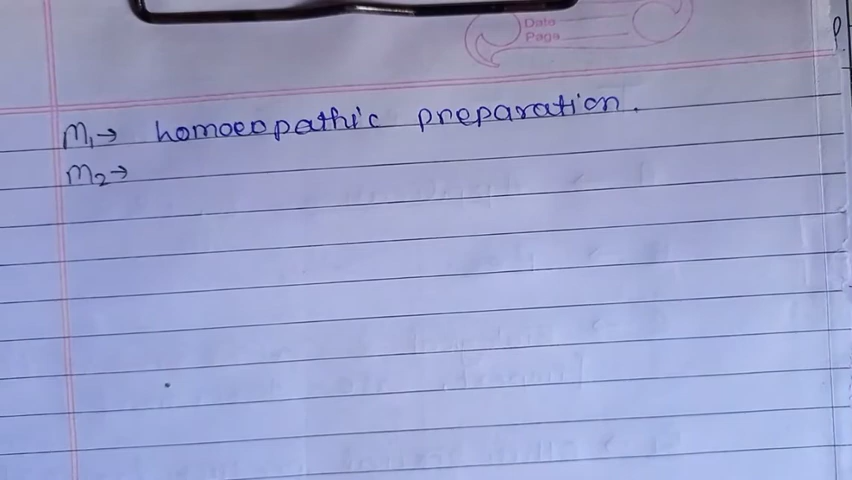 Date
Page
M₁→ homoeopathic preparation.
M₂→